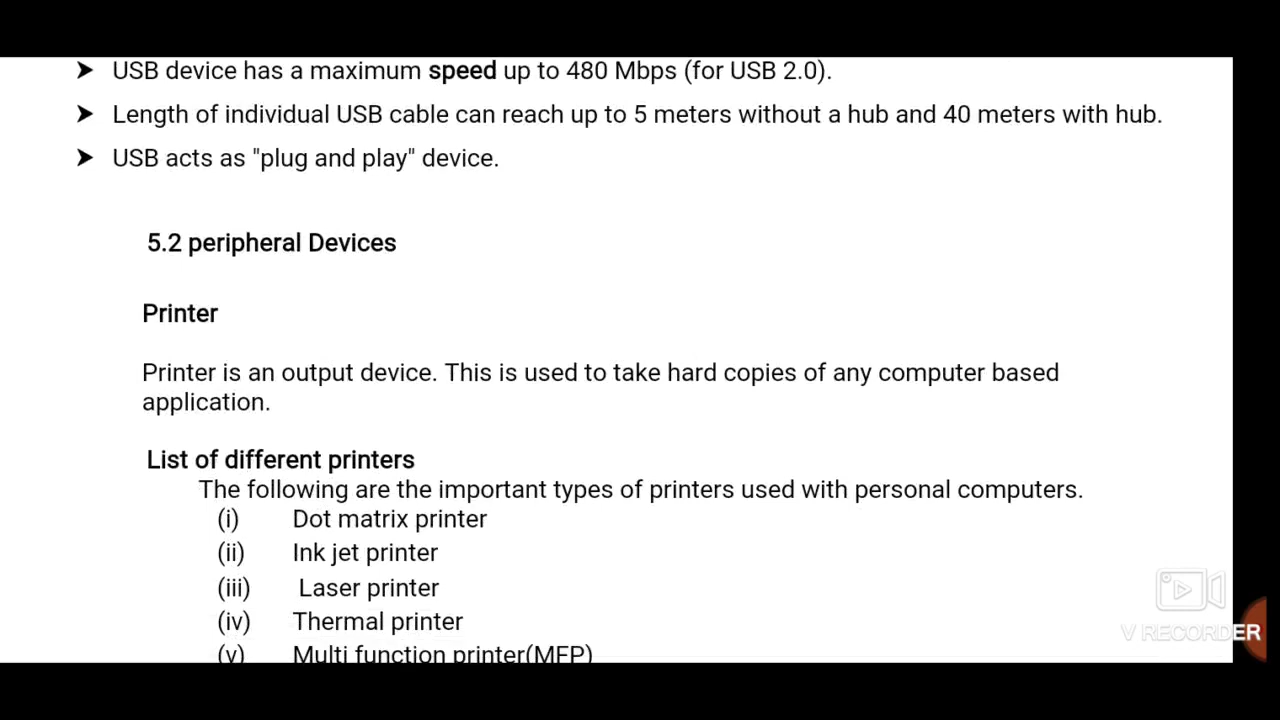 ➤ USB device has a maximum speed up to 480 Mbps (for USB 2.0).
➤ Length of individual USB cable can reach up to 5 meters without a hub and 40 meters with hub.
➤ USB acts as "plug and play" device.
5.2 peripheral Devices
Printer
Printer is an output device. This is used to take hard copies of any computer based
application.
List of different printers
The following are the important types of printers used with personal computers.
(i) Dot matrix printer
(ii) Ink jet printer
(iii) Laser printer
(iv) Thermal printer
(v) Multi function printer(MFP)
V RECORDER